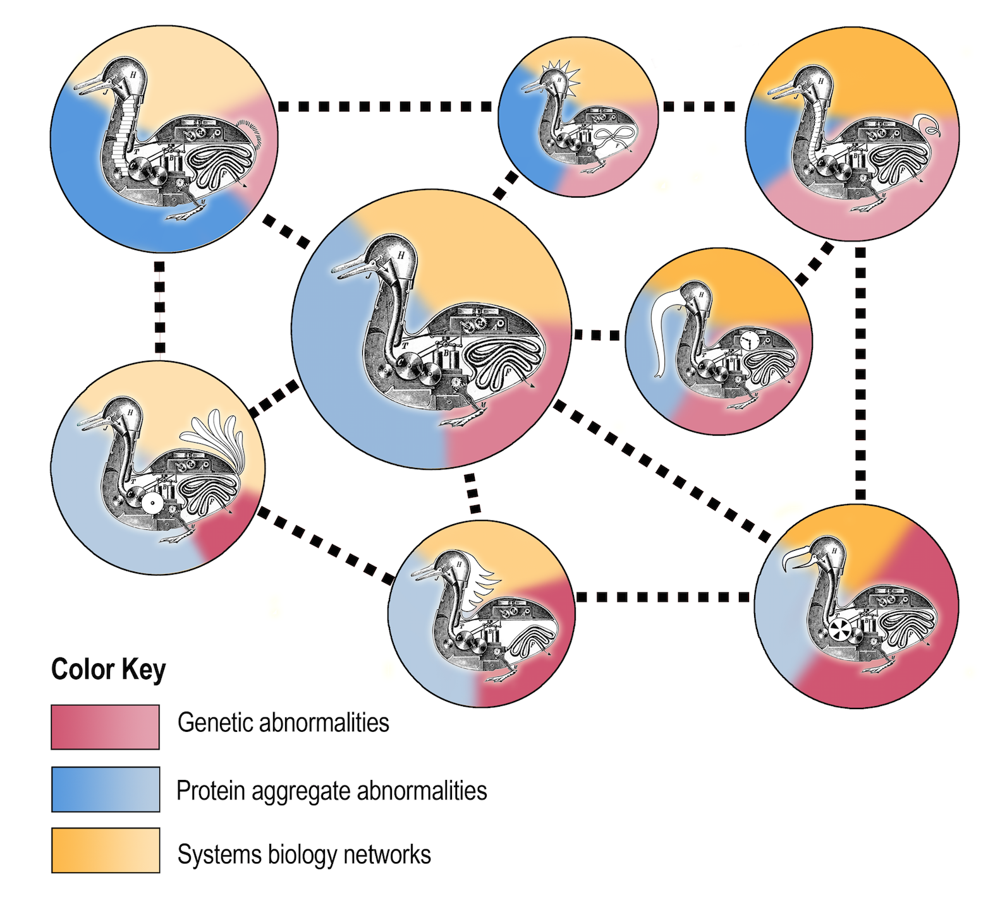 H
J
T
B
A
F
M
H
J
T
B
A
F
H
J
T
B
A
F
M
H
J
O
T
B
A
C
F
M
H
J
T
B
C
F
M
H
J
T
B
A
C
F
M
H
J
T
B
A
C
F
M
H
T
B
A
F
M
Color Key
Genetic abnormalities
Protein aggregate abnormalities
Systems biology networks